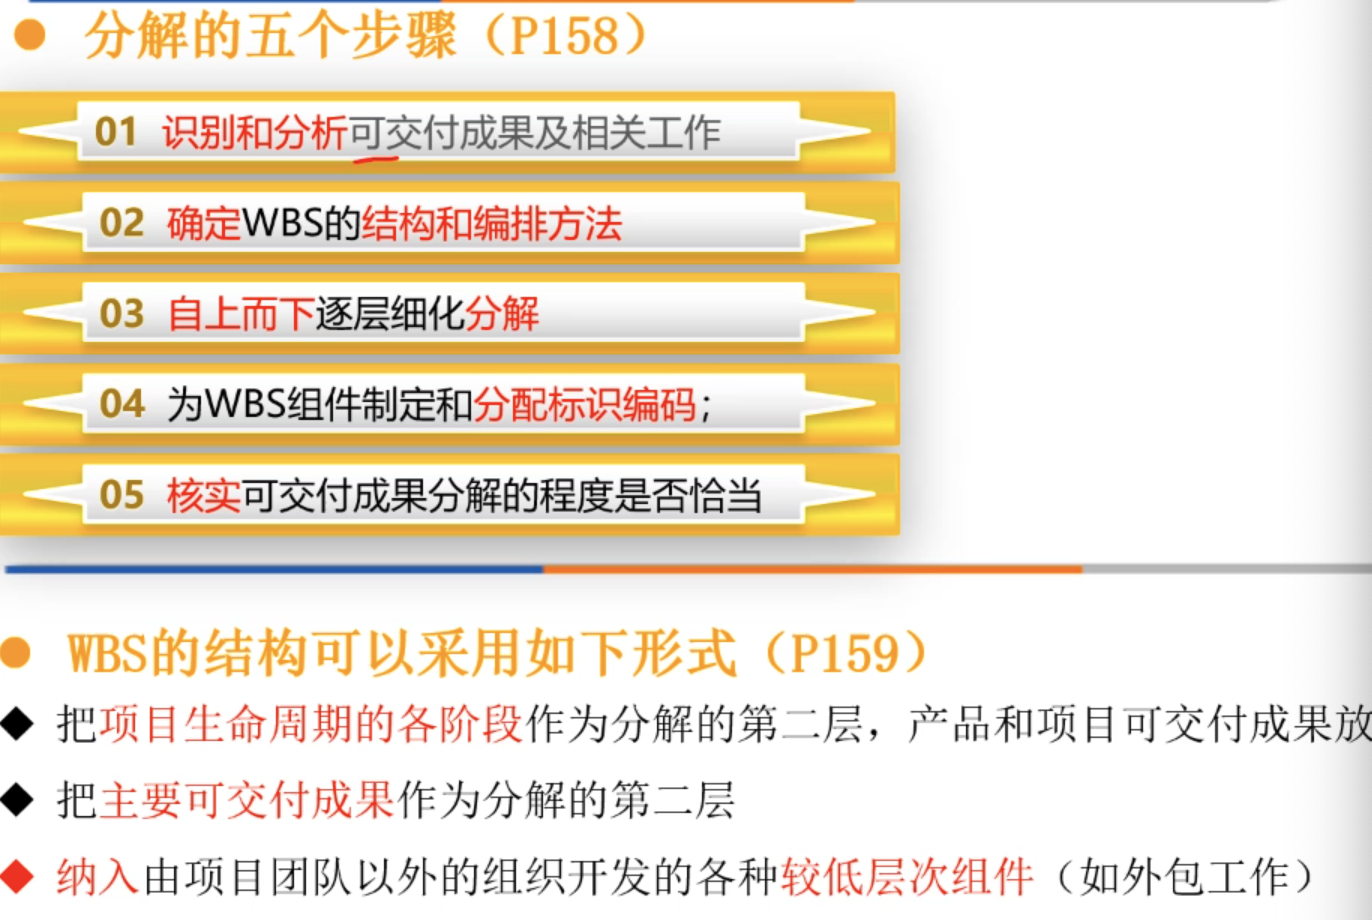 分解的五个步骤（P158）
01 识别和分析可交付成果及相关工作
02 确定WBS的结构和编排方法
03 自上而下逐层细化分解
04 为WBS组件制定和分配标识编码；
05 核实可交付成果分解的程度是否恰当
WBS的结构可以采用如下形式（P159）
把项目生命周期的各阶段作为分解的第二层，产品和项目可交付成果放
把主要可交付成果作为分解的第二层
纳入由项目团队以外的组织开发的各种较低层次组件（如外包工作）